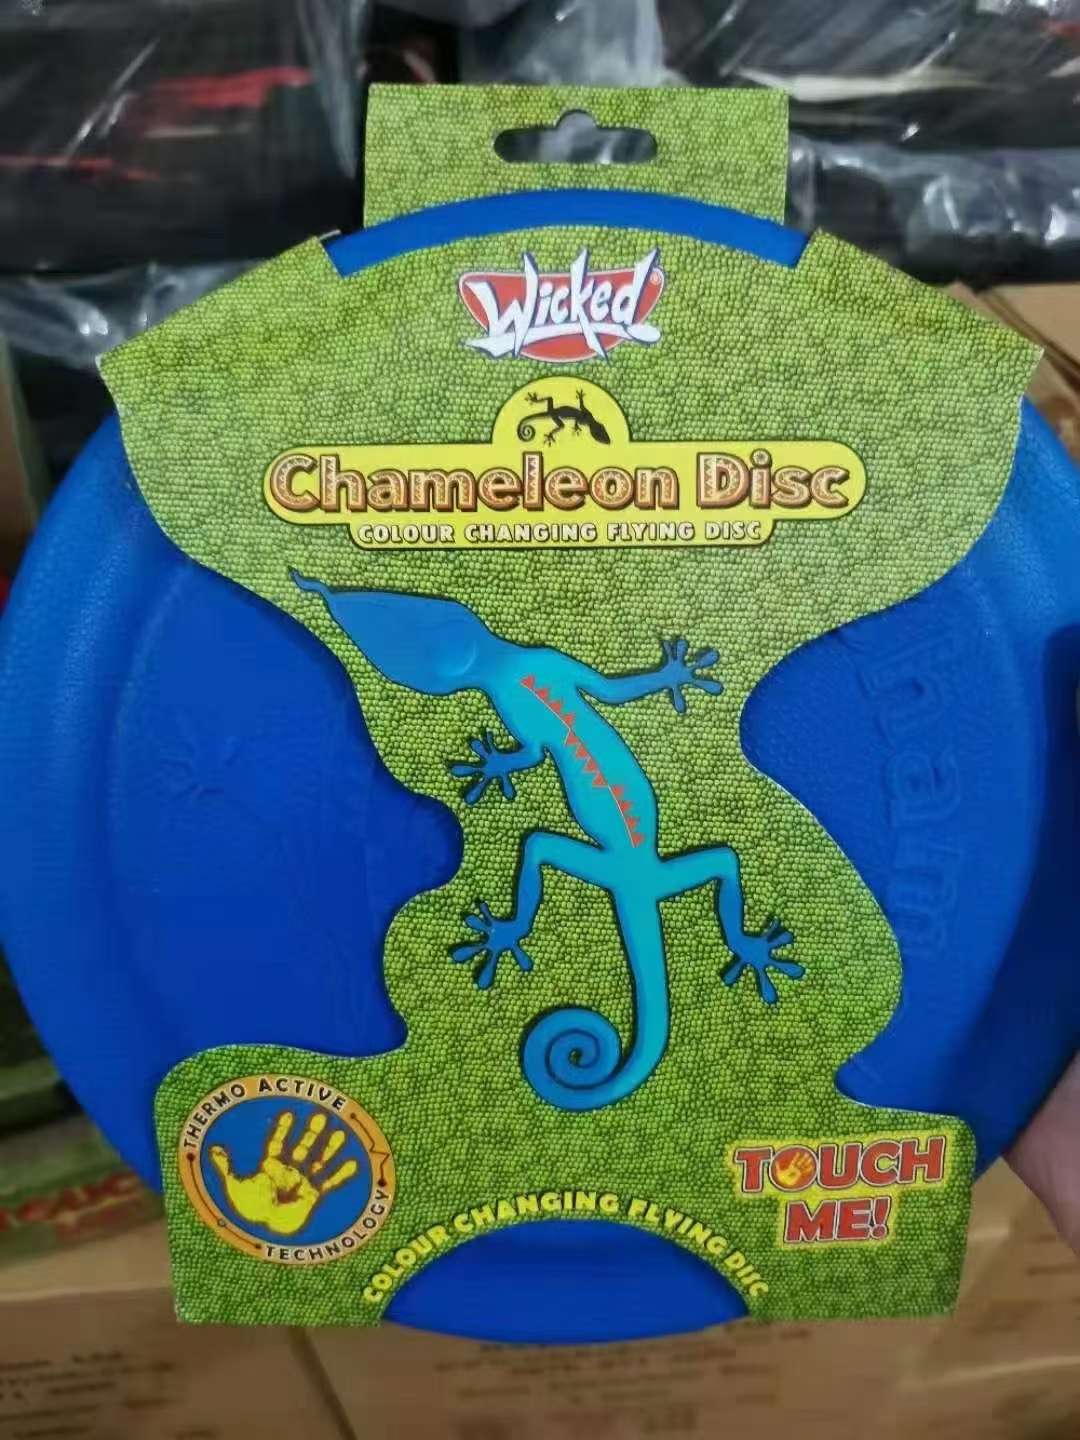 Wicked®
Chameleon Disc
COLOUR CHANGING FLYING DISC
THERMO ACTIVE
TECHNOLOGY
TOUCH
ME!
COLOUR CHANGING FLYING DISC